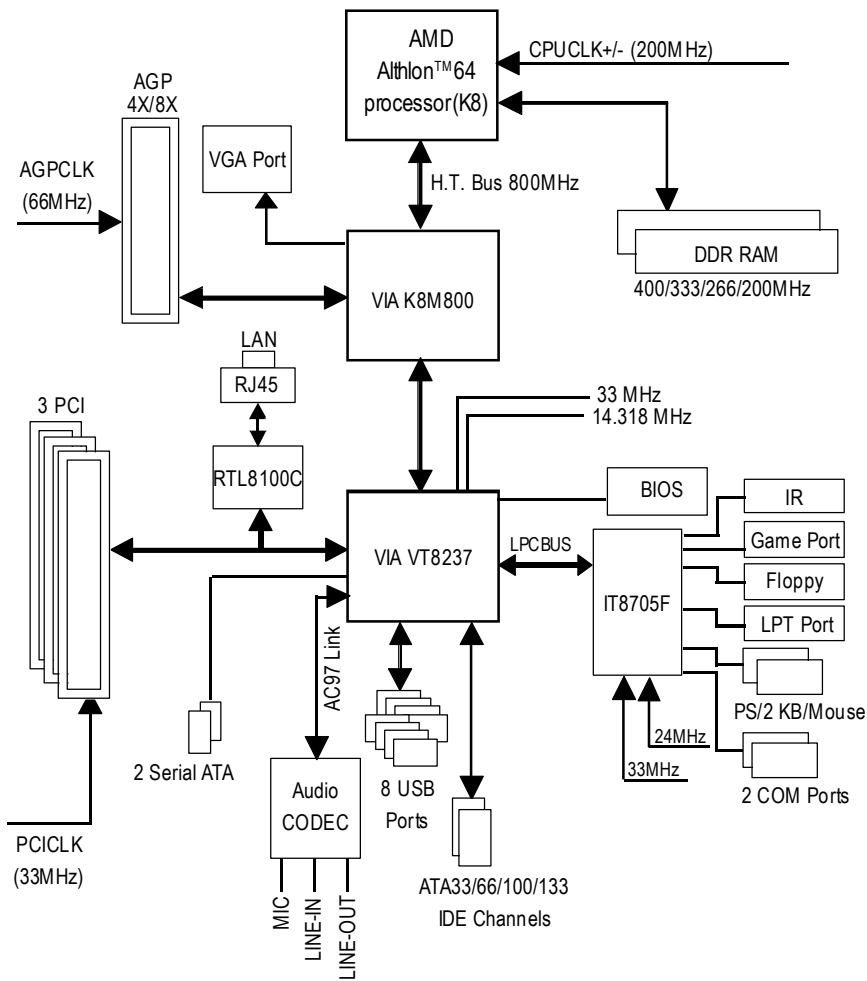 AMD
Althlon™64
processor(K8)
CPUCLK+/- (200MHz)
AGP
4X/8X
VGA Port
AGPCLK
(66MHz)
H.T. Bus 800MHz
DDR RAM
400/333/266/200MHz
VIA K8M800
LAN
RJ45
3 PCI
33 MHz
14.318 MHz
RTL8100C
BIOS
IR
VIA VT8237
LPCBUS
Game Port
IT8705F
Floppy
LPT Port
AC97 Link
PS/2 KB/Mouse
24MHz
33MHz
2 Serial ATA
Audio
CODEC
8 USB
Ports
2 COM Ports
PCICLK
(33MHz)
ATA33/66/100/133
IDE Channels
MIC
LINE-IN
LINE-OUT